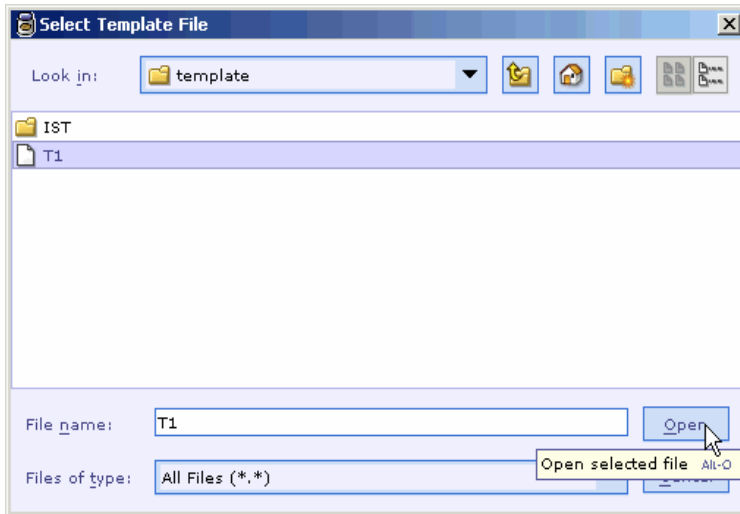 Select Template File
Look in: template
IST
T1
File name: T1 Open
Open selected file Alt-O
Files of type: All Files (*.*)